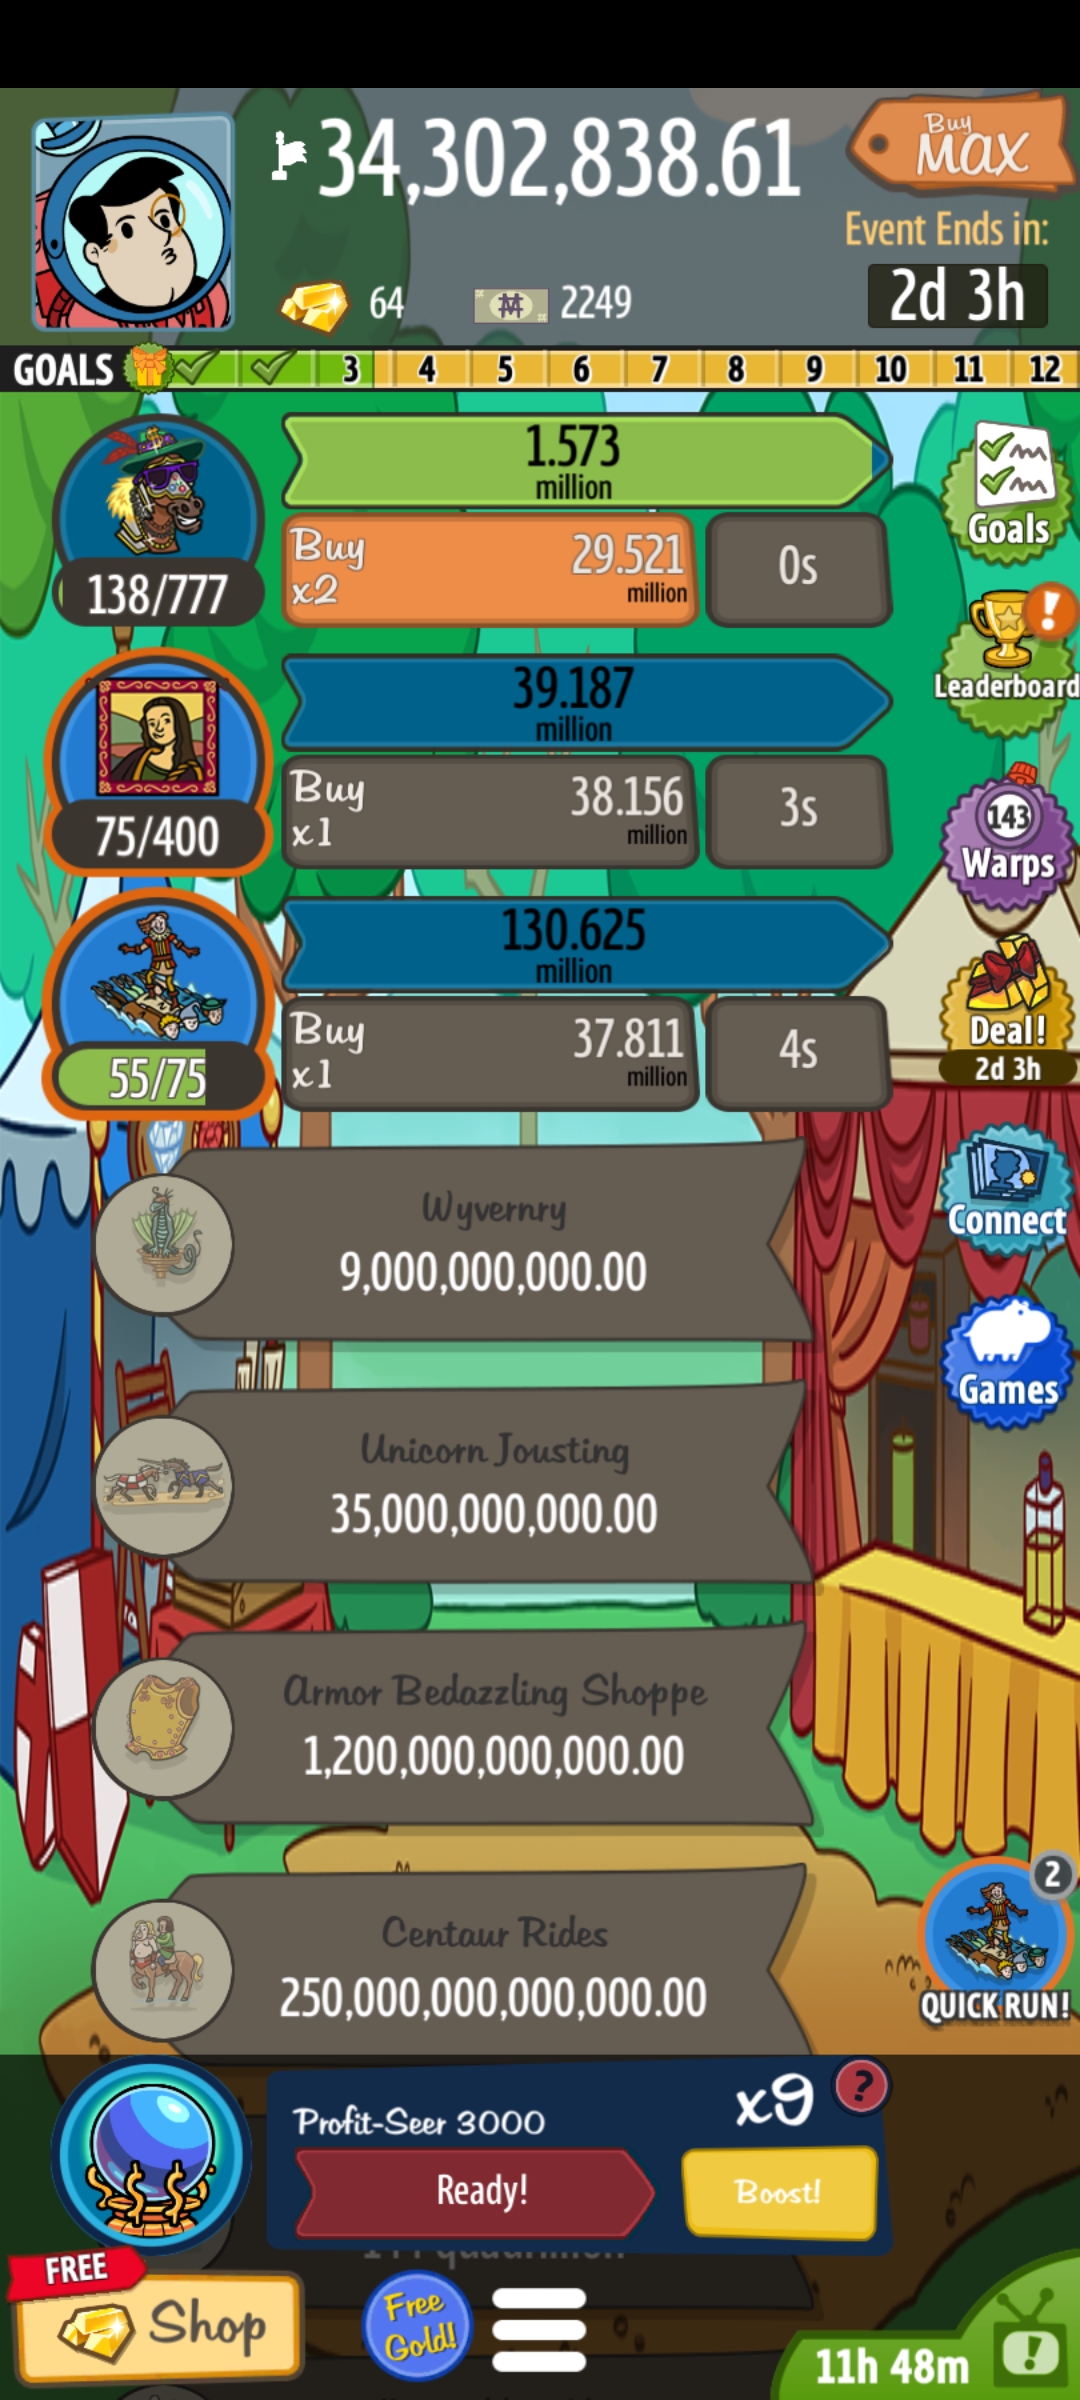 34,302,838.61
Buy
MAX
Event Ends in:
64
2249
2d 3h
GOALS 3 4 5 6 7 8 9 10 11 12
1.573
million
Buy
x2
29.521
million
0s
138/777
Goals
!
Leaderboard
39.187
million
Buy
x1
38.156
million
3s
75/400
143
Warps
130.625
million
Buy
x1
37.811
million
4s
55/75
Deal!
2d 3h
Wyvernry
9,000,000,000.00
Connect
Unicorn Jousting
35,000,000,000.00
Games
Armor Bedazzling Shoppe
1,200,000,000,000.00
Centaur Rides
250,000,000,000,000.00
2
QUICK RUN!
Profit-Seer 3000
x9
?
Ready!
Boost!
FREE
Shop
Free
Gold!
11h 48m
!